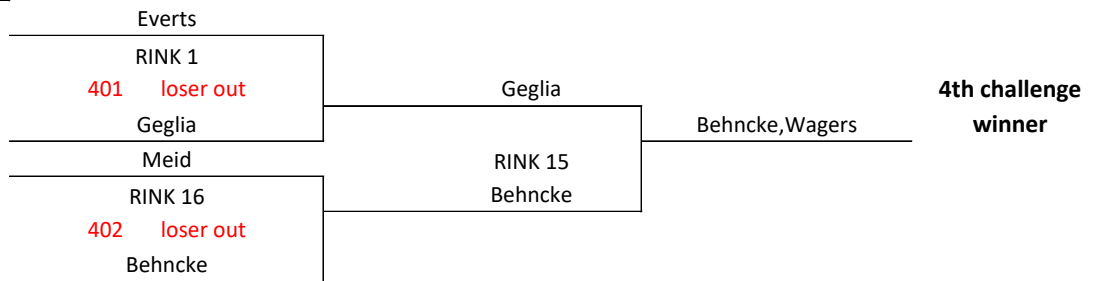 Everts
RINK 1
401 loser out
Geglia
Geglia
Meid
RINK 16
402 loser out
Behncke
RINK 15
Behncke
Behncke,Wagers
4th challenge
winner